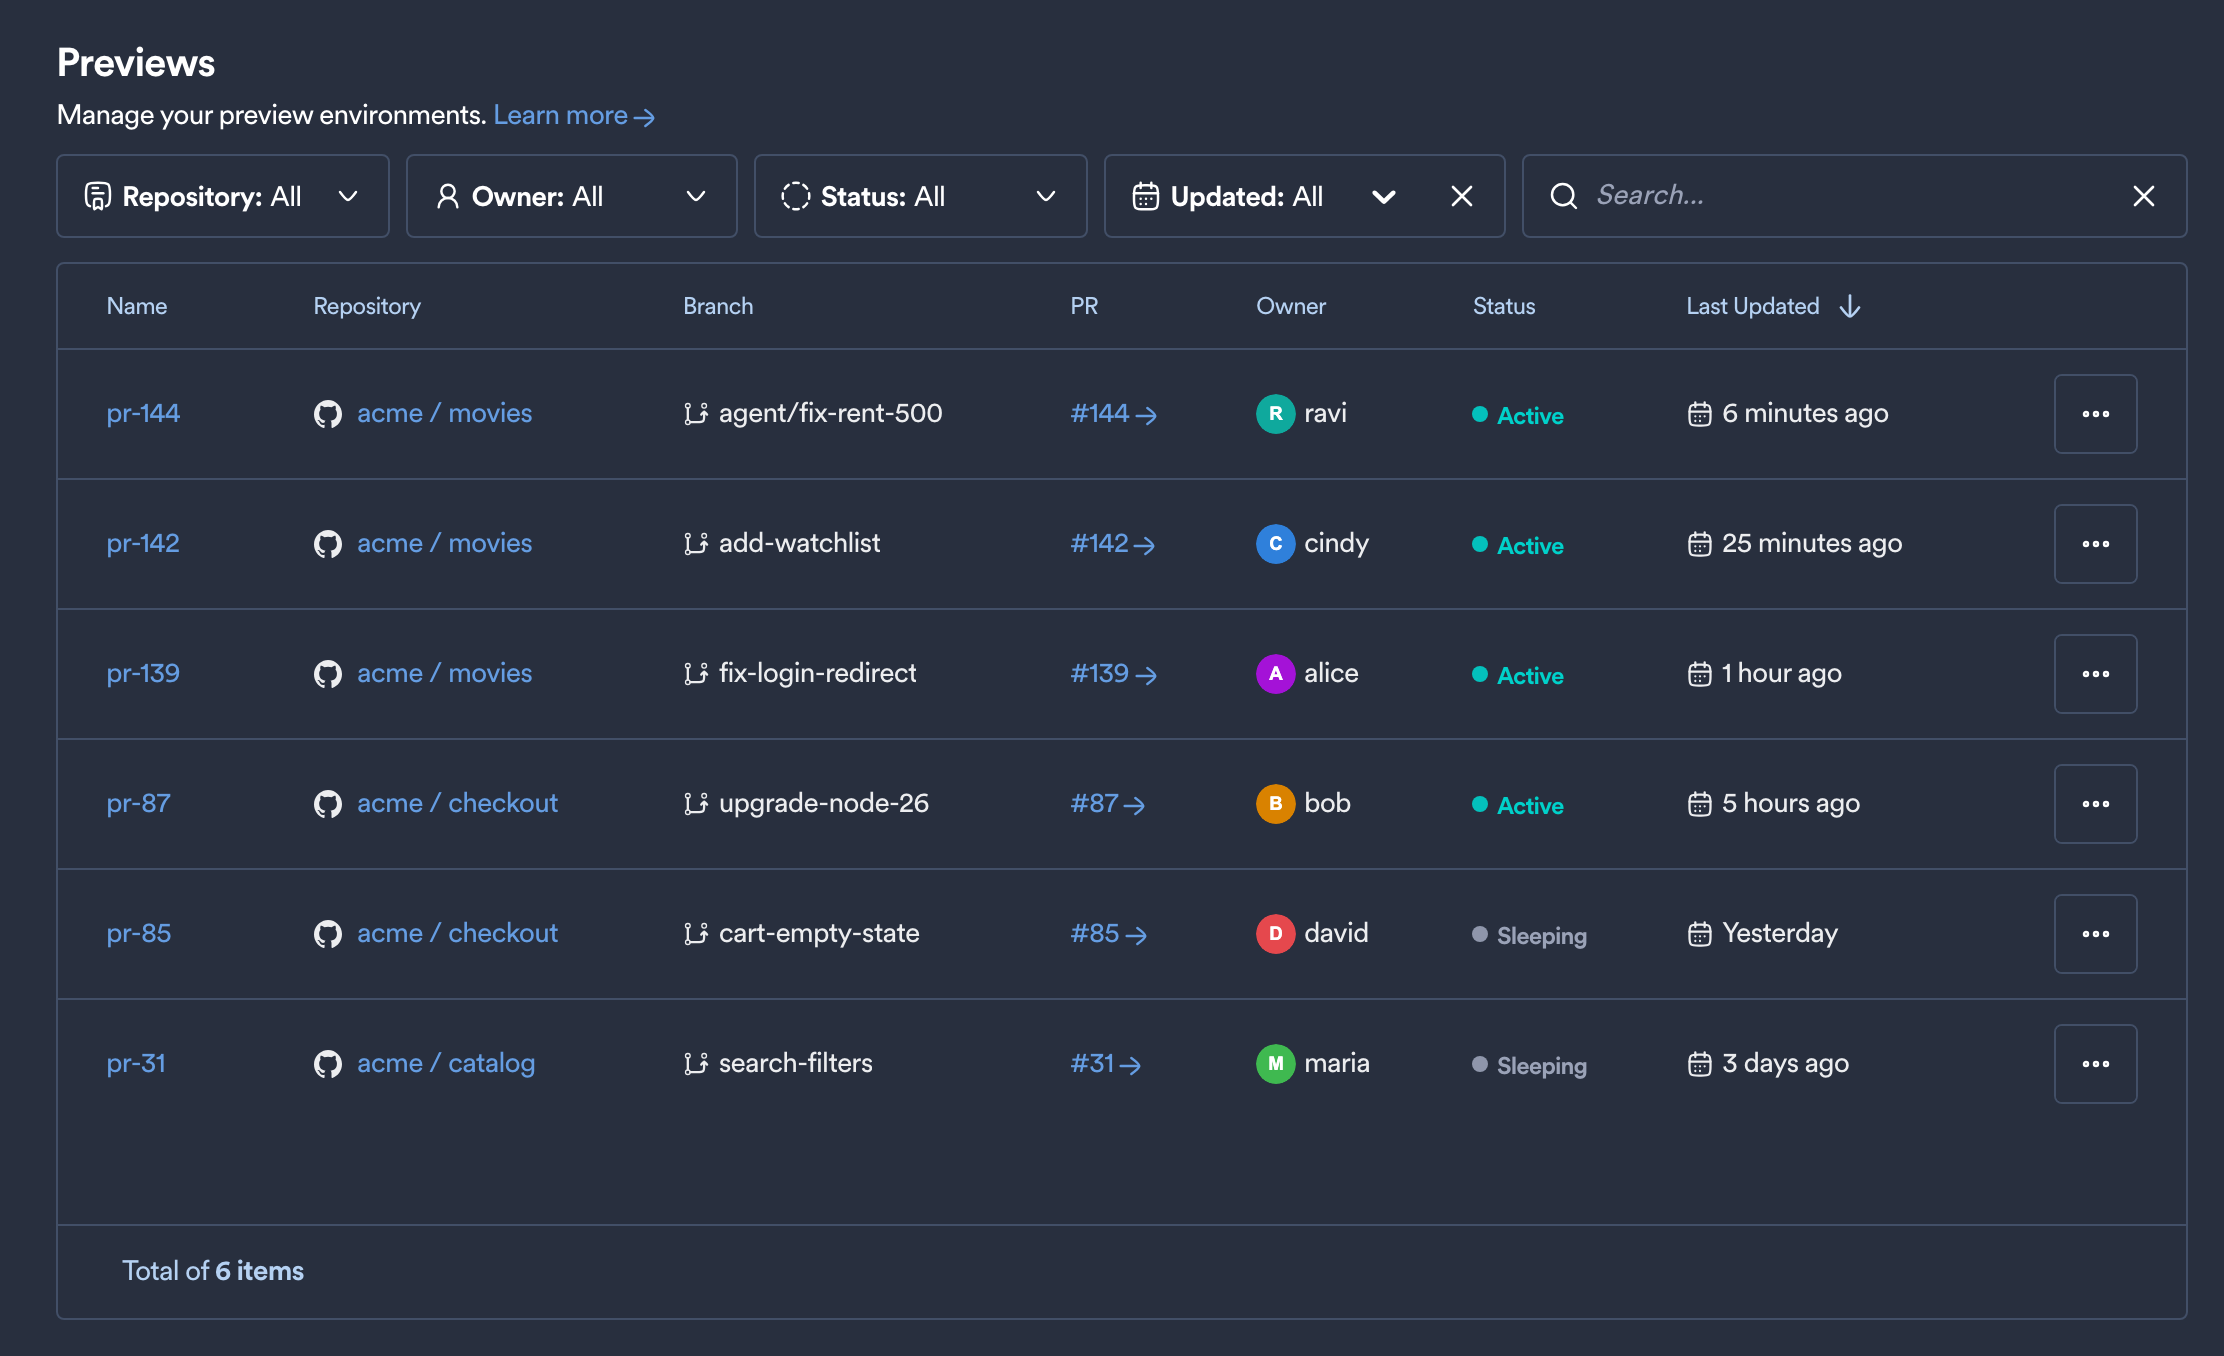 Previews
Manage your preview environments. Learn more →
Repository: All Owner: All Status: All Updated: All Search...
Name Repository Branch PR Owner Status Last Updated ↓
pr-144 acme / movies agent/fix-rent-500 #144 → R ravi Active 6 minutes ago
pr-142 acme / movies add-watchlist #142 → C cindy Active 25 minutes ago
pr-139 acme / movies fix-login-redirect #139 → A alice Active 1 hour ago
pr-87 acme / checkout upgrade-node-26 #87 → B bob Active 5 hours ago
pr-85 acme / checkout cart-empty-state #85 → D david Sleeping Yesterday
pr-31 acme / catalog search-filters #31 → M maria Sleeping 3 days ago
Total of 6 items